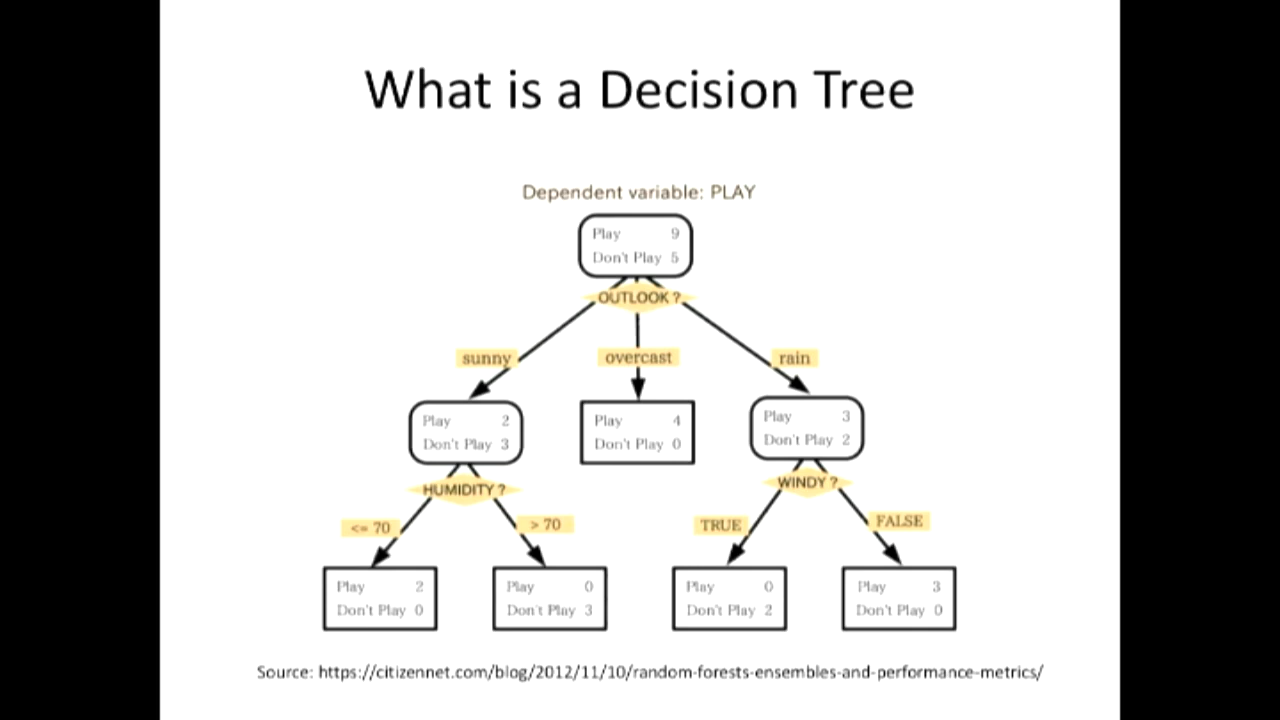 What is a Decision Tree
Dependent variable: PLAY
Play 9
Don't Play 5
OUTLOOK ?
sunny
overcast
rain
Play 2
Don't Play 3
Play 4
Don't Play 0
Play 3
Don't Play 2
HUMIDITY ?
WINDY ?
<= 70
> 70
TRUE
FALSE
Play 2
Don't Play 0
Play 0
Don't Play 3
Play 0
Don't Play 2
Play 3
Don't Play 0
Source: https://citizennet.com/blog/2012/11/10/random-forests-ensembles-and-performance-metrics/